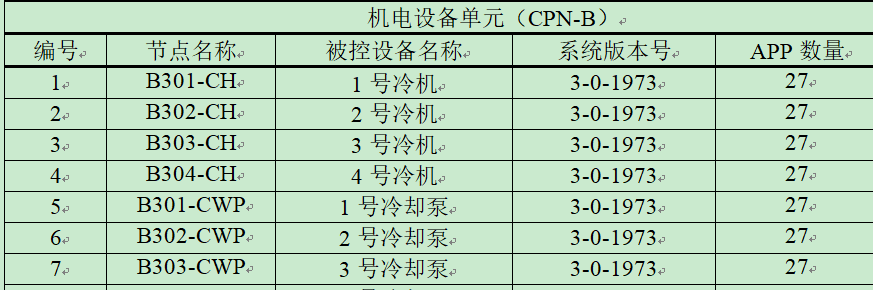 机电设备单元（CPN-B）
编号 节点名称 被控设备名称 系统版本号 APP 数量
1 B301-CH 1 号冷机 3-0-1973 27
2 B302-CH 2 号冷机 3-0-1973 27
3 B303-CH 3 号冷机 3-0-1973 27
4 B304-CH 4 号冷机 3-0-1973 27
5 B301-CWP 1 号冷却泵 3-0-1973 27
6 B302-CWP 2 号冷却泵 3-0-1973 27
7 B303-CWP 3 号冷却泵 3-0-1973 27